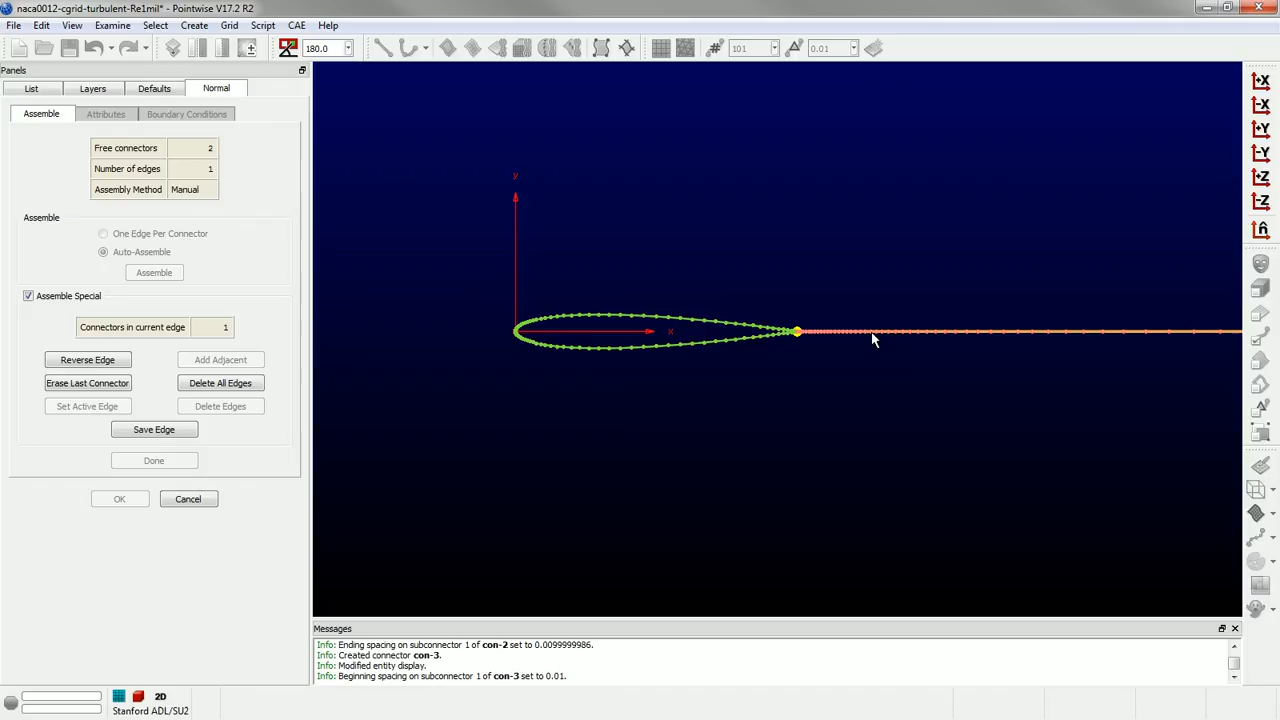 naca0012-cgrid-turbulent-Re1mil* - Pointwise V17.2 R2
File Edit View Examine Select Create Grid Script CAE Help
180.0 101 0.01
Panels
List Layers Defaults Normal
Assemble Attributes Boundary Conditions
Free connectors 2
Number of edges 1
Assembly Method Manual
Assemble
One Edge Per Connector
Auto-Assemble
Assemble
Assemble Special
Connectors in current edge 1
Reverse Edge Add Adjacent
Erase Last Connector Delete All Edges
Set Active Edge Delete Edges
Save Edge
Done
OK Cancel
y
x
+X
-X
+Y
-Y
+Z
-Z
n̂
Messages
Info: Ending spacing on subconnector 1 of con-2 set to 0.0099999986.
Info: Created connector con-3.
Info: Modified entity display.
Info: Beginning spacing on subconnector 1 of con-3 set to 0.01.
2D
Stanford ADL/SU2